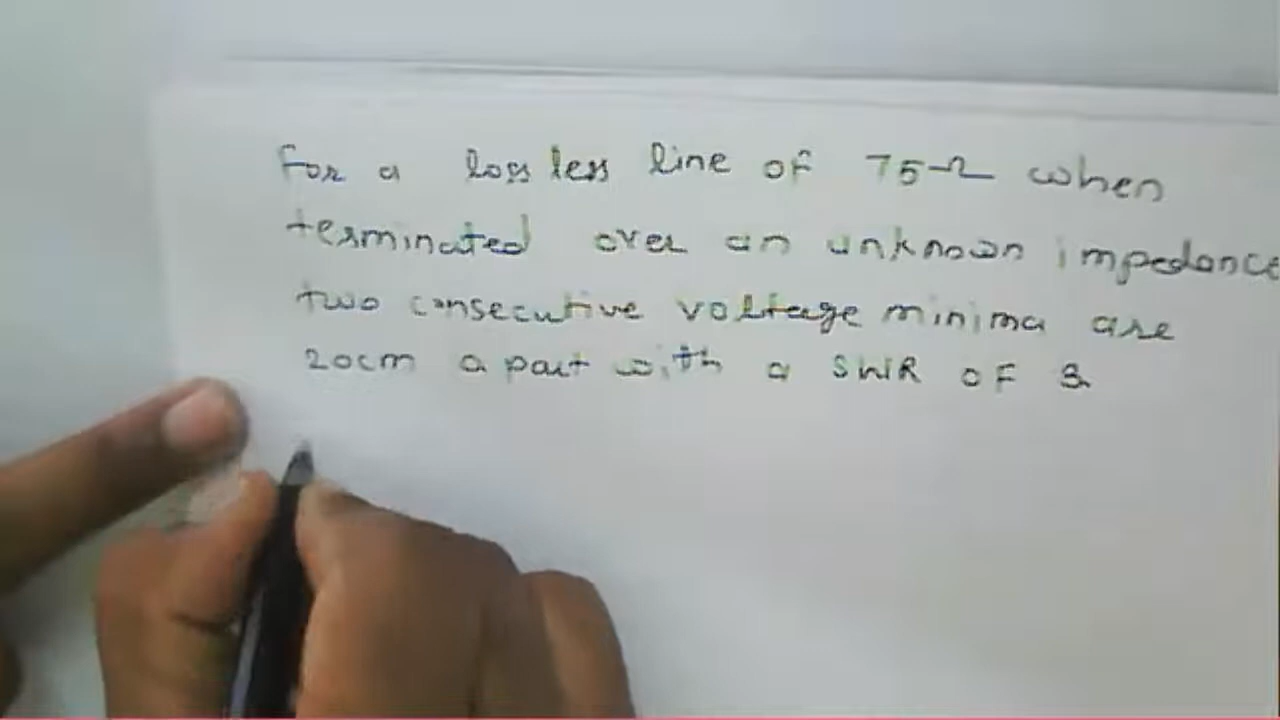 For a loss less line of 75Ω when
terminated over an unknown impedance
two consecutive voltage minima are
20cm apart with a SWR of 3